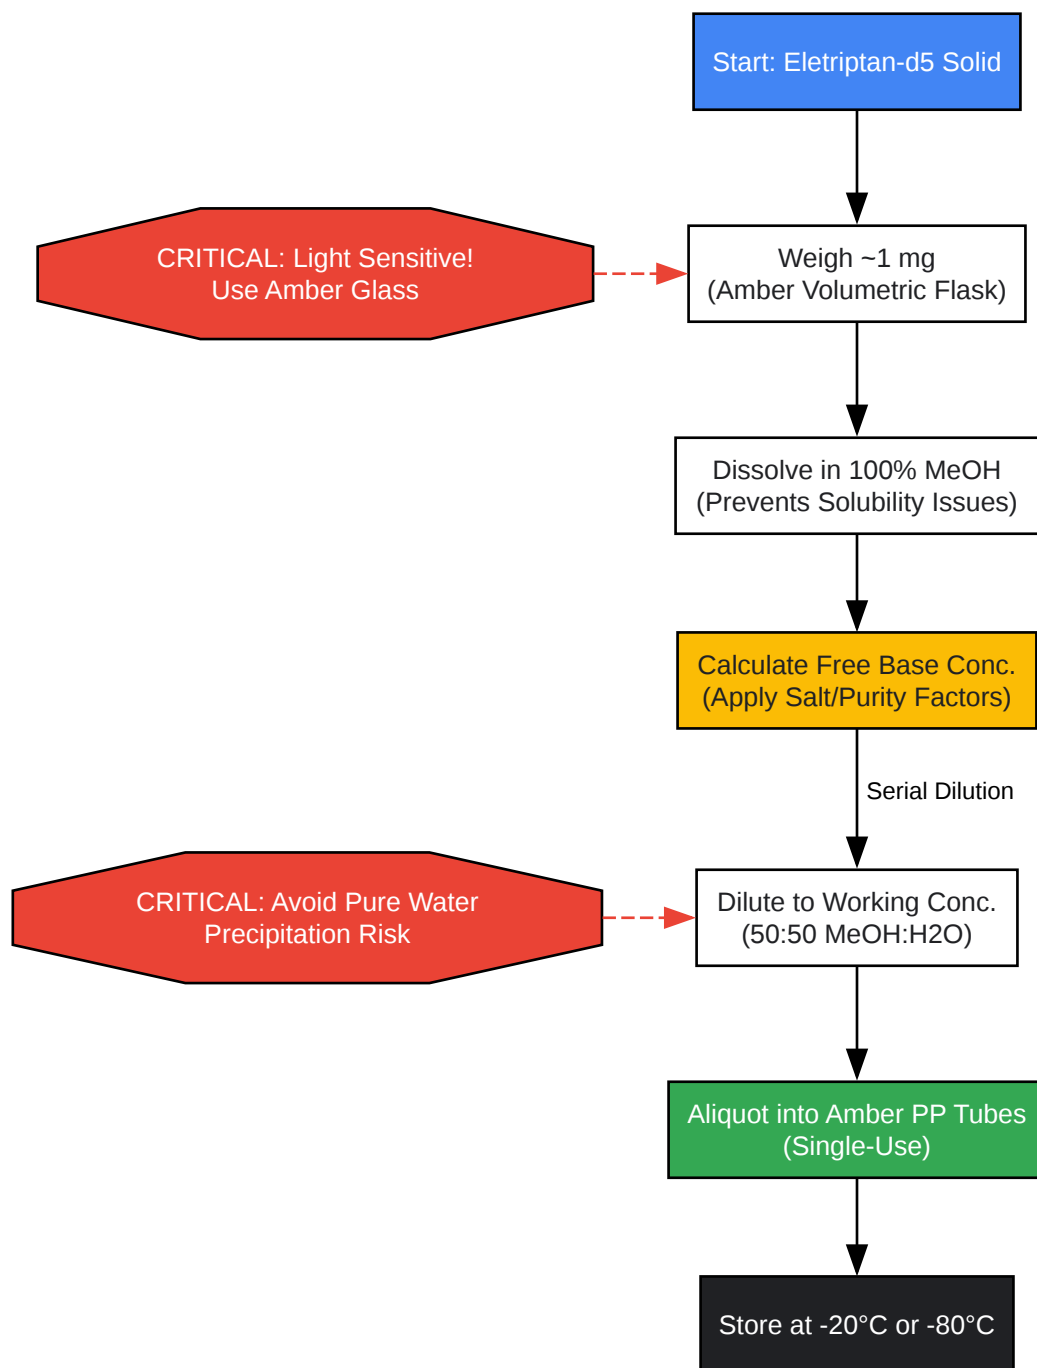 Start: Eletriptan-d5 Solid
CRITICAL: Light Sensitive!
Use Amber Glass
Weigh ~1 mg
(Amber Volumetric Flask)
Dissolve in 100% MeOH
(Prevents Solubility Issues)
Calculate Free Base Conc.
(Apply Salt/Purity Factors)
Serial Dilution
CRITICAL: Avoid Pure Water
Precipitation Risk
Dilute to Working Conc.
(50:50 MeOH:H2O)
Aliquot into Amber PP Tubes
(Single-Use)
Store at -20°C or -80°C